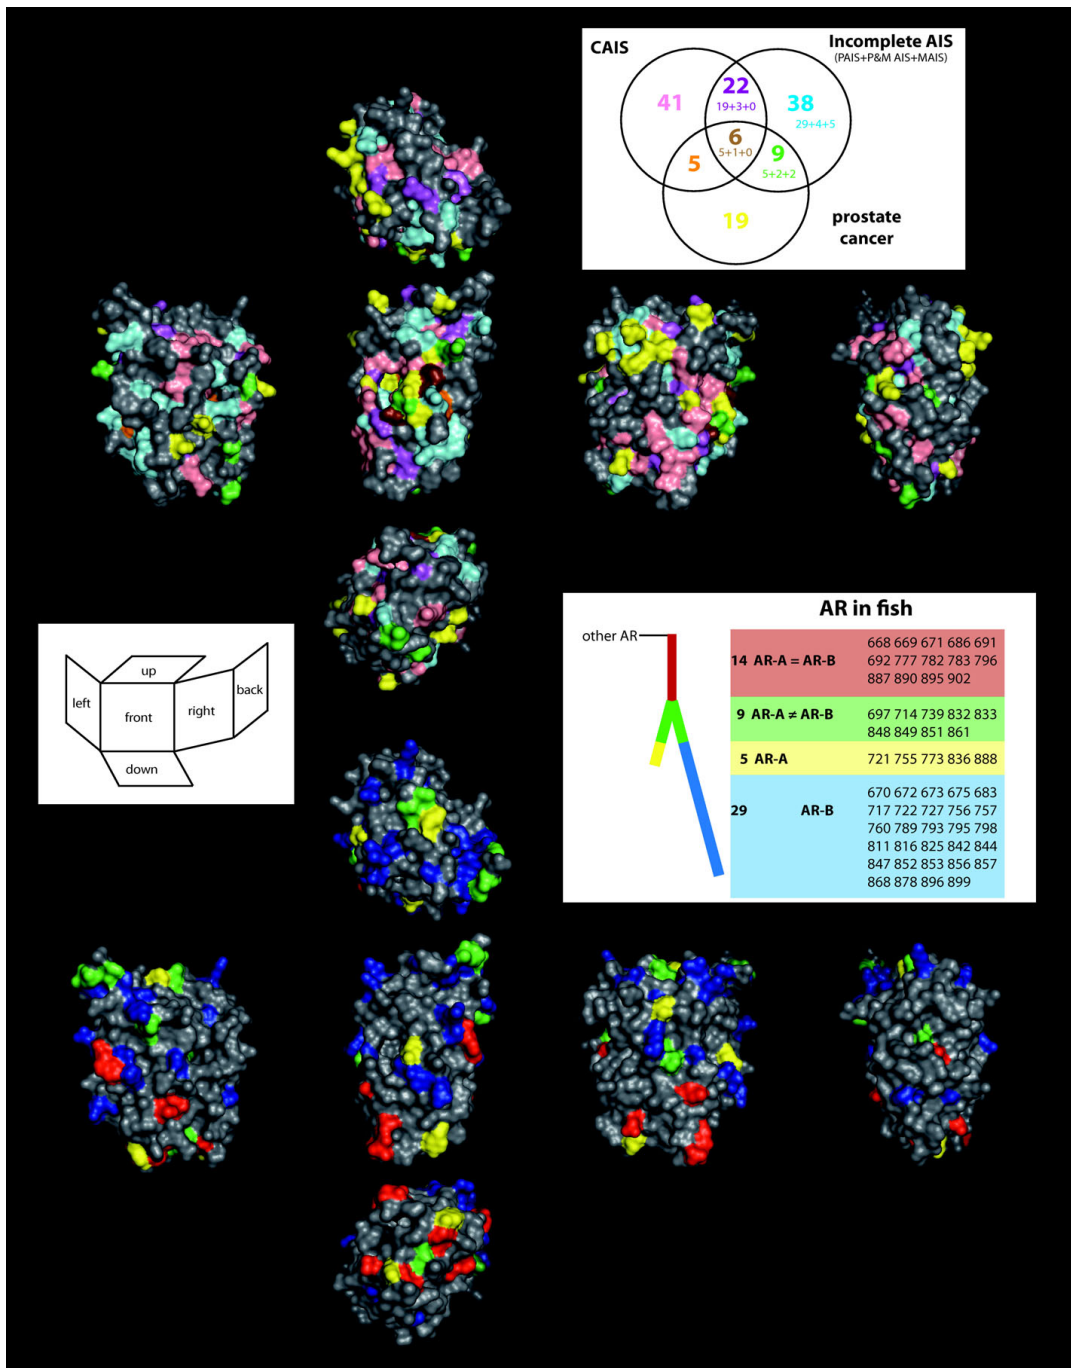 CAIS
Incomplete AIS
(PAIS+P&M AIS+MAIS)
41
22
19+3+0
38
29+4+5
6
5+1+0
5
9
5+2+2
19
prostate
cancer
up
left
front
right
back
down
AR in fish
other AR
14 AR-A = AR-B
668 669 671 686 691
692 777 782 783 796
887 890 895 902
9 AR-A ≠ AR-B
697 714 739 832 833
848 849 851 861
5 AR-A
721 755 773 836 888
29 AR-B
670 672 673 675 683
717 722 727 756 757
760 789 793 795 798
811 816 825 842 844
847 852 853 856 857
868 878 896 899